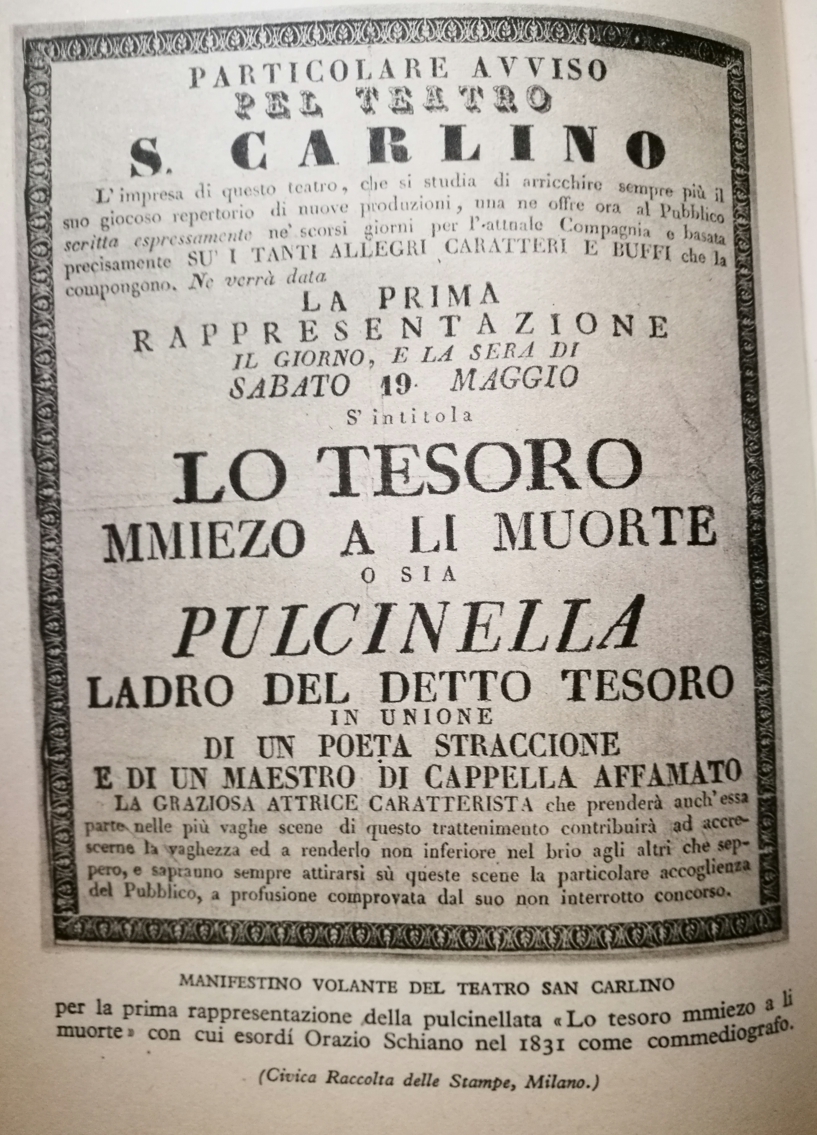 PARTICOLARE AVVISO
PEL TEATRO
S. CARLINO
L'impresa di questo teatro, che si studia di arricchire sempre più il
suo giocoso repertorio di nuove produzioni, una ne offre ora al Pubblico
scritta espressamente ne' scorsi giorni per l'attuale Compagnia e basata
precisamente SU' I TANTI ALLEGRI CARATTERI E BUFFI che la
compongono. Ne verrà data
LA PRIMA
RAPPRESENTAZIONE
IL GIORNO, E LA SERA DI
SABATO 19. MAGGIO
S' intitola
LO TESORO
MMIEZO A LI MUORTE
O SIA
PULCINELLA
LADRO DEL DETTO TESORO
IN UNIONE
DI UN POETA STRACCIONE
E DI UN MAESTRO DI CAPPELLA AFFAMATO
LA GRAZIOSA ATTRICE CARATTERISTA che prenderà anch'essa
parte nelle più vaghe scene di questo trattenimento contribuirà ad accre-
scerne la vaghezza ed a renderlo non inferiore nel brio agli altri che sep-
pero, e sapranno sempre attirarsi sù queste scene la particolare accoglienza
del Pubblico, a profusione comprovata dal suo non interrotto concorso.
MANIFESTINO VOLANTE DEL TEATRO SAN CARLINO
per la prima rappresentazione della pulcinellata «Lo tesoro mmiezo a li
muorte» con cui esordí Orazio Schiano nel 1831 come commediografo.
(Civica Raccolta delle Stampe, Milano.)